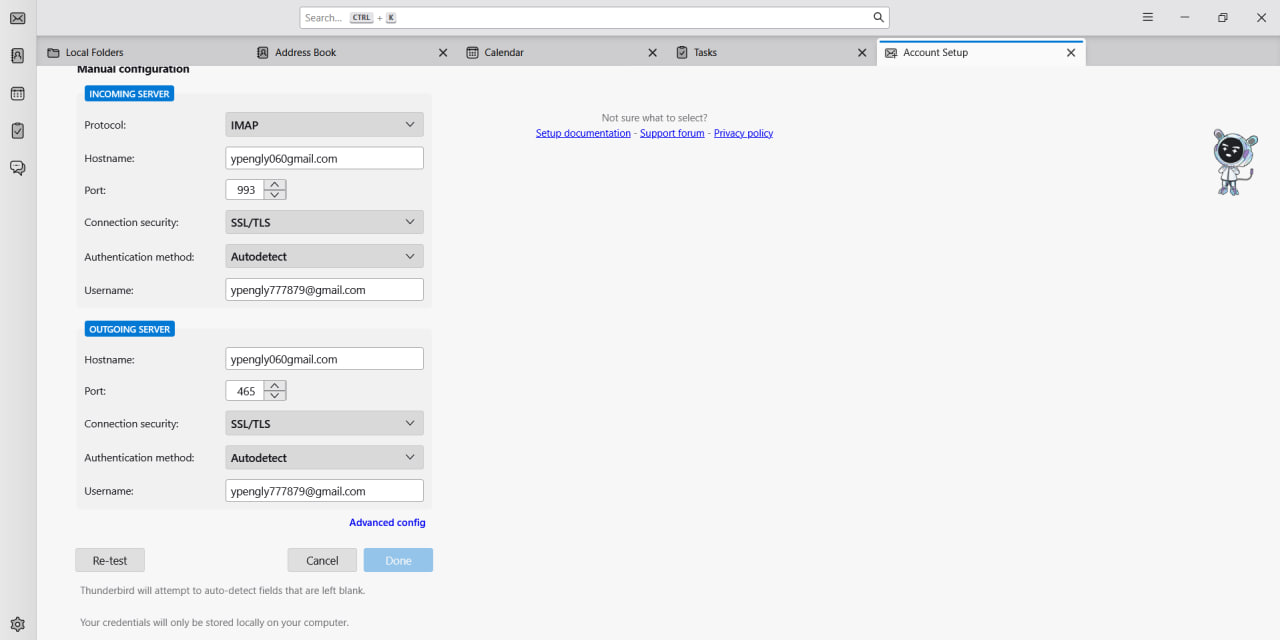 Search... CTRL + K
Local Folders
Address Book
Calendar
Tasks
Account Setup
Manual configuration
INCOMING SERVER
Protocol: IMAP
Hostname: ypengly060gmail.com
Port: 993
Connection security: SSL/TLS
Authentication method: Autodetect
Username: ypengly777879@gmail.com
OUTGOING SERVER
Hostname: ypengly060gmail.com
Port: 465
Connection security: SSL/TLS
Authentication method: Autodetect
Username: ypengly777879@gmail.com
Advanced config
Re-test Cancel Done
Thunderbird will attempt to auto-detect fields that are left blank.
Your credentials will only be stored locally on your computer.
Not sure what to select?
Setup documentation - Support forum - Privacy policy